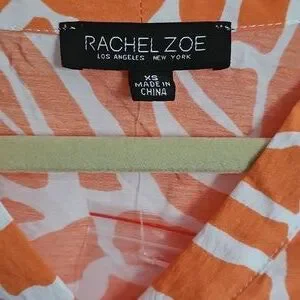 RACHEL ZOE
LOS ANGELES NEW YORK
XS
MADE IN
CHINA